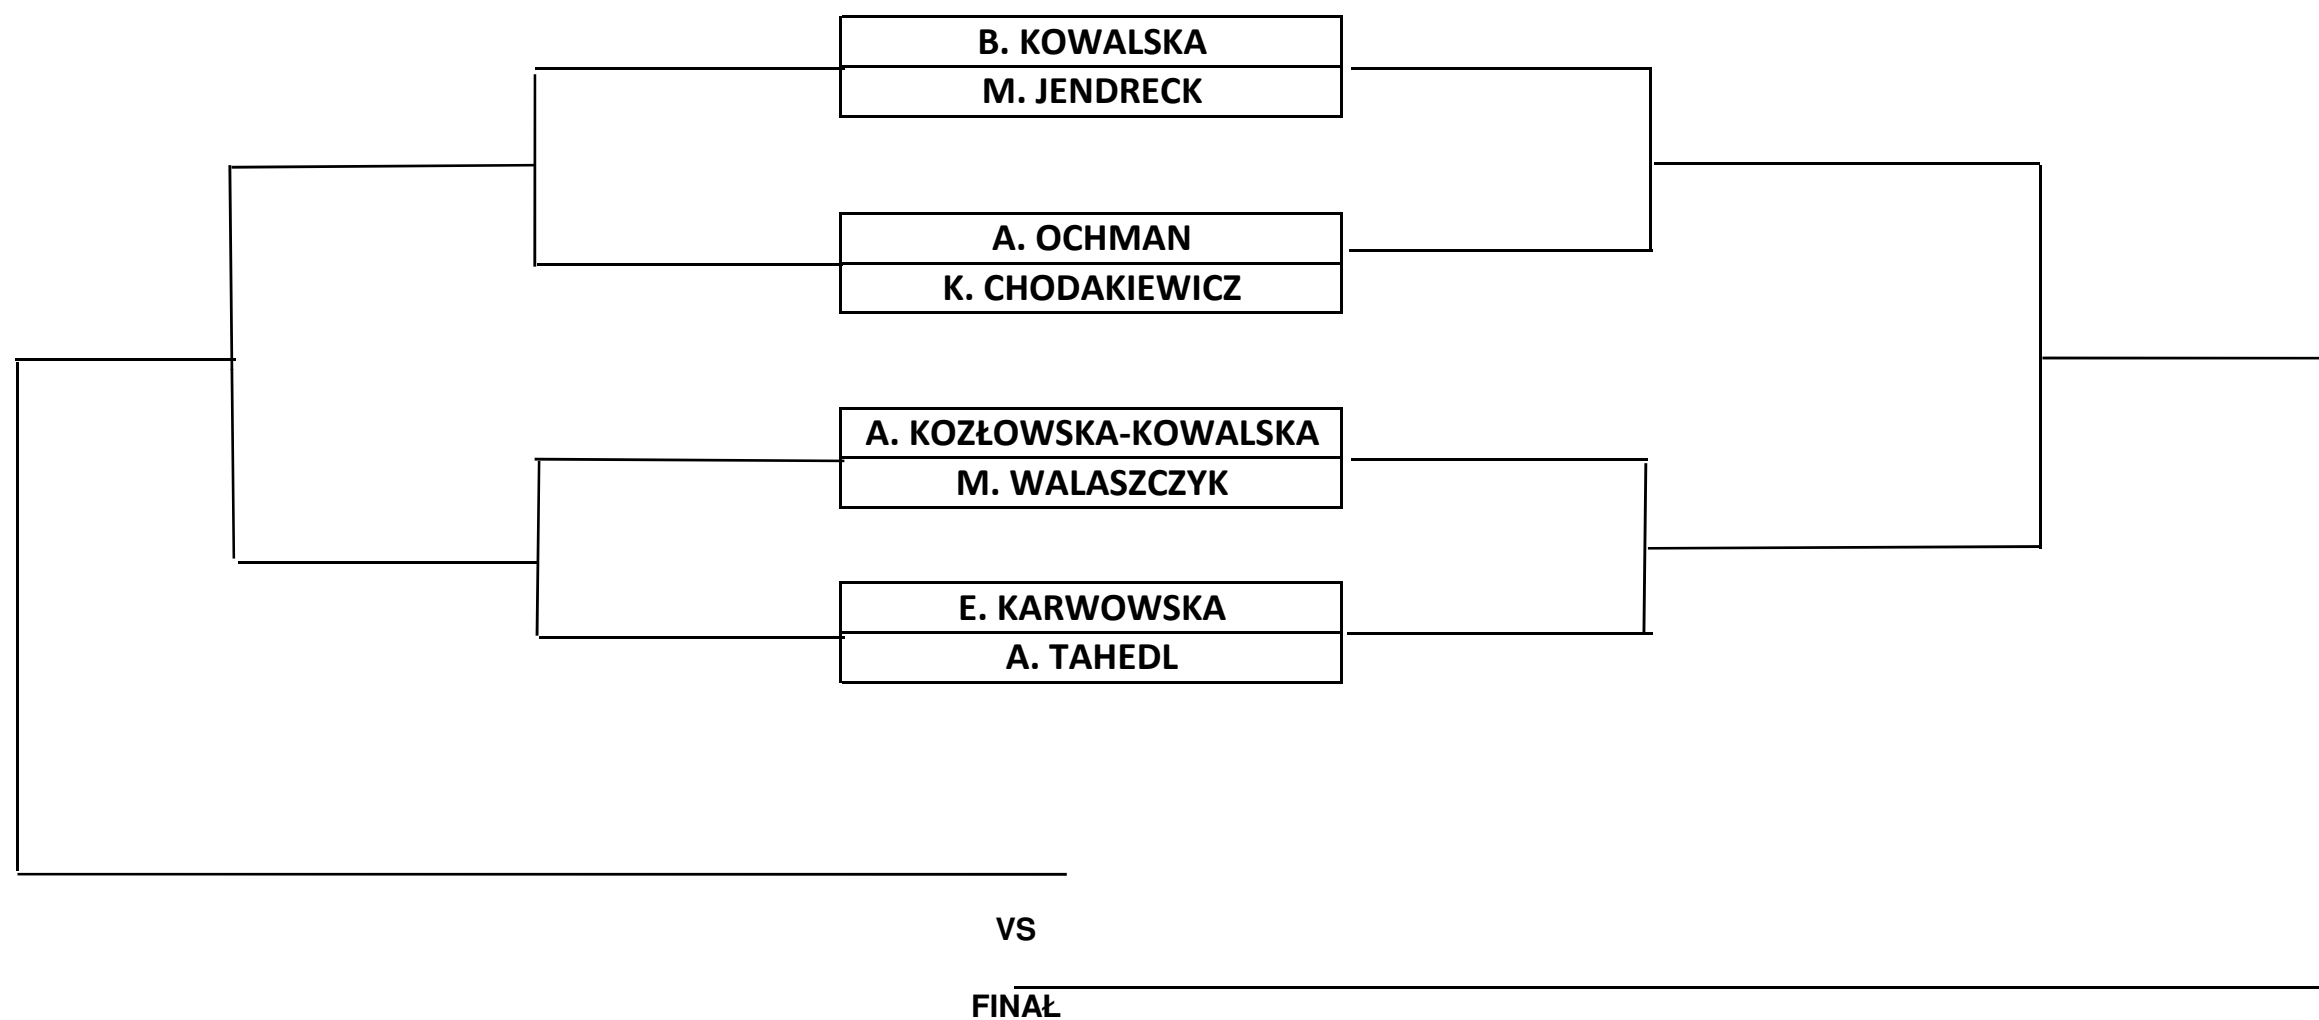 B. KOWALSKA
M. JENDRECK
A. OCHMAN
K. CHODAKIEWICZ
A. KOZŁOWSKA-KOWALSKA
M. WALASZCZYK
E. KARWOWSKA
A. TAHEDL
VS
FINAŁ